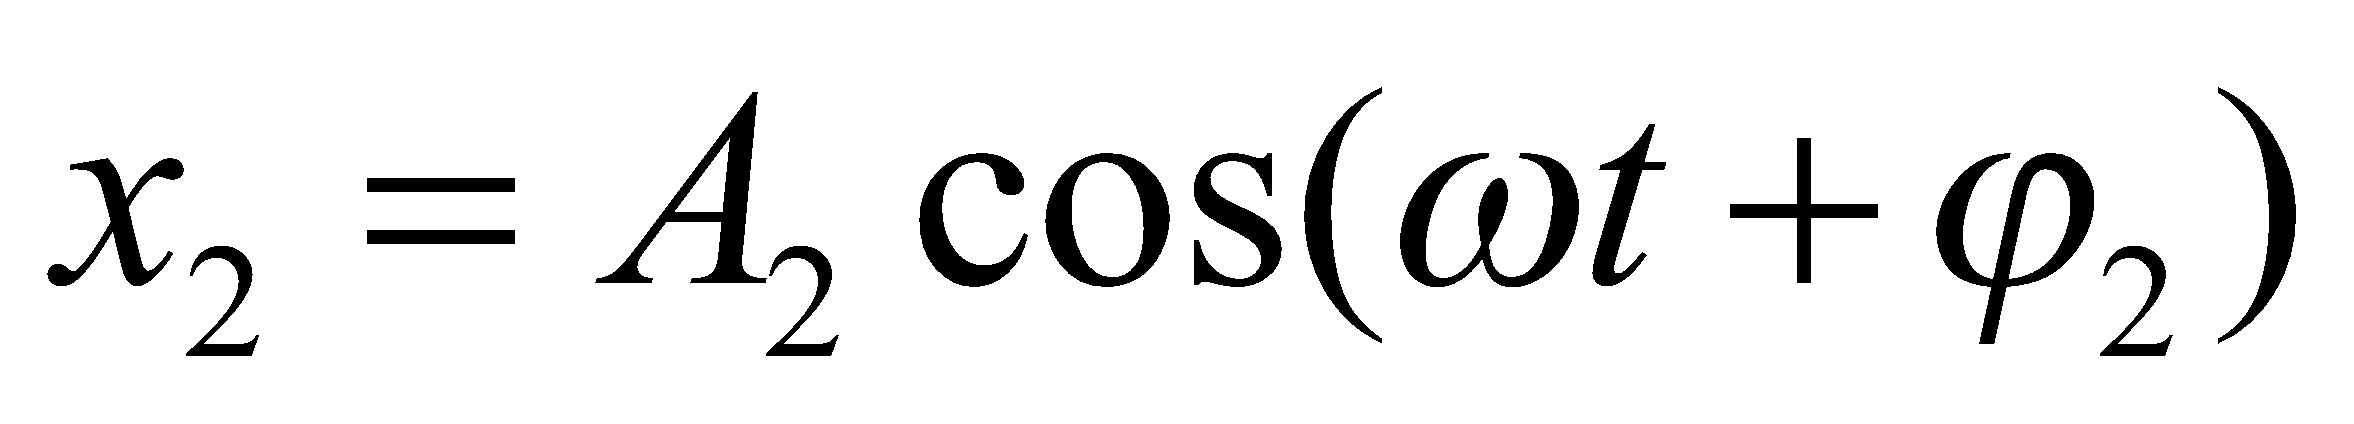 x₂ = A₂ cos(ωt + φ₂)